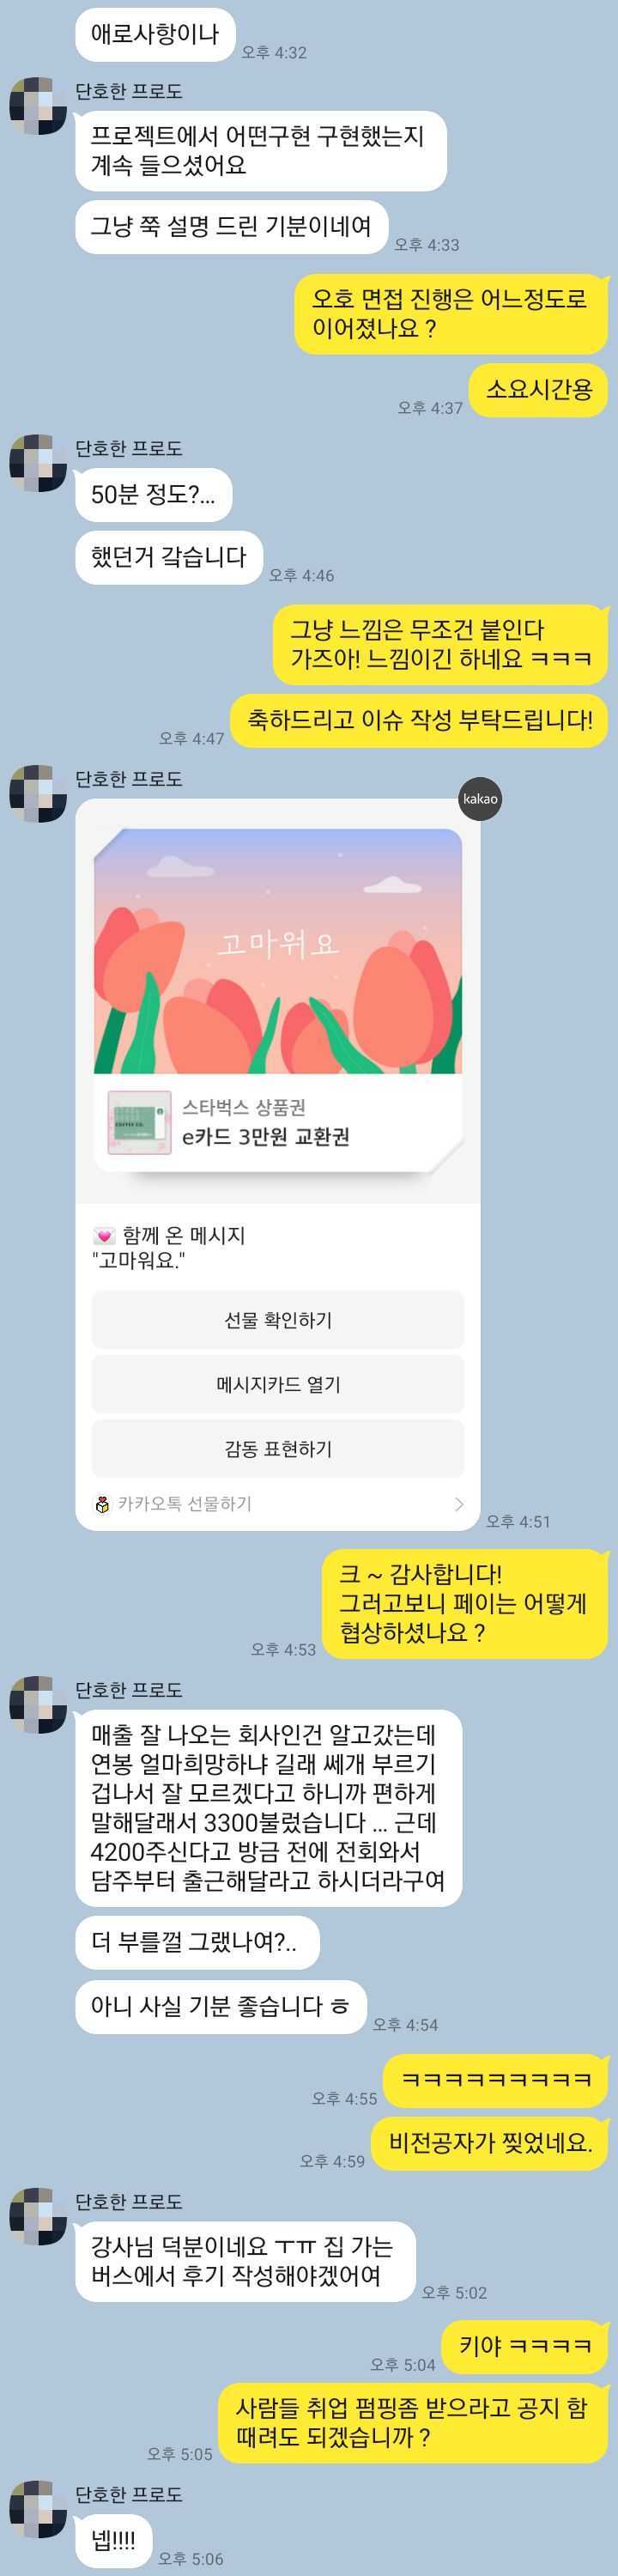 애로사항이나
오후 4:32
단호한 프로도
프로젝트에서 어떤구현 구현했는지
계속 들으셨어요
그냥 쭉 설명 드린 기분이네여
오후 4:33
오호 면접 진행은 어느정도로
이어졌나요 ?
소요시간용
오후 4:37
단호한 프로도
50분 정도?...
했던거 갘습니다
오후 4:46
그냥 느낌은 무조건 붙인다
가즈아! 느낌이긴 하네요 ㅋㅋㅋ
축하드리고 이슈 작성 부탁드립니다!
오후 4:47
단호한 프로도
kakao
고마워요
스타벅스 상품권
e카드 3만원 교환권
💌 함께 온 메시지
"고마워요."
선물 확인하기
메시지카드 열기
감동 표현하기
카카오톡 선물하기
오후 4:51
크 ~ 감사합니다!
그러고보니 페이는 어떻게
협상하셨나요 ?
오후 4:53
단호한 프로도
매출 잘 나오는 회사인건 알고갔는데
연봉 얼마희망하냐 길래 쎄개 부르기
겁나서 잘 모르겠다고 하니까 편하게
말해달래서 3300불렀습니다 ... 근데
4200주신다고 방금 전에 전회와서
담주부터 출근해달라고 하시더라구여
더 부를껄 그랬나여?..
아니 사실 기분 좋습니다 ㅎ
오후 4:54
ㅋㅋㅋㅋㅋㅋㅋㅋㅋ
오후 4:55
비전공자가 찢었네요.
오후 4:59
단호한 프로도
강사님 덕분이네요 ㅜㅠ 집 가는
버스에서 후기 작성해야겠어여
오후 5:02
키야 ㅋㅋㅋㅋ
오후 5:04
사람들 취업 펌핑좀 받으라고 공지 함
때려도 되겠습니까 ?
오후 5:05
단호한 프로도
넵!!!!
오후 5:06